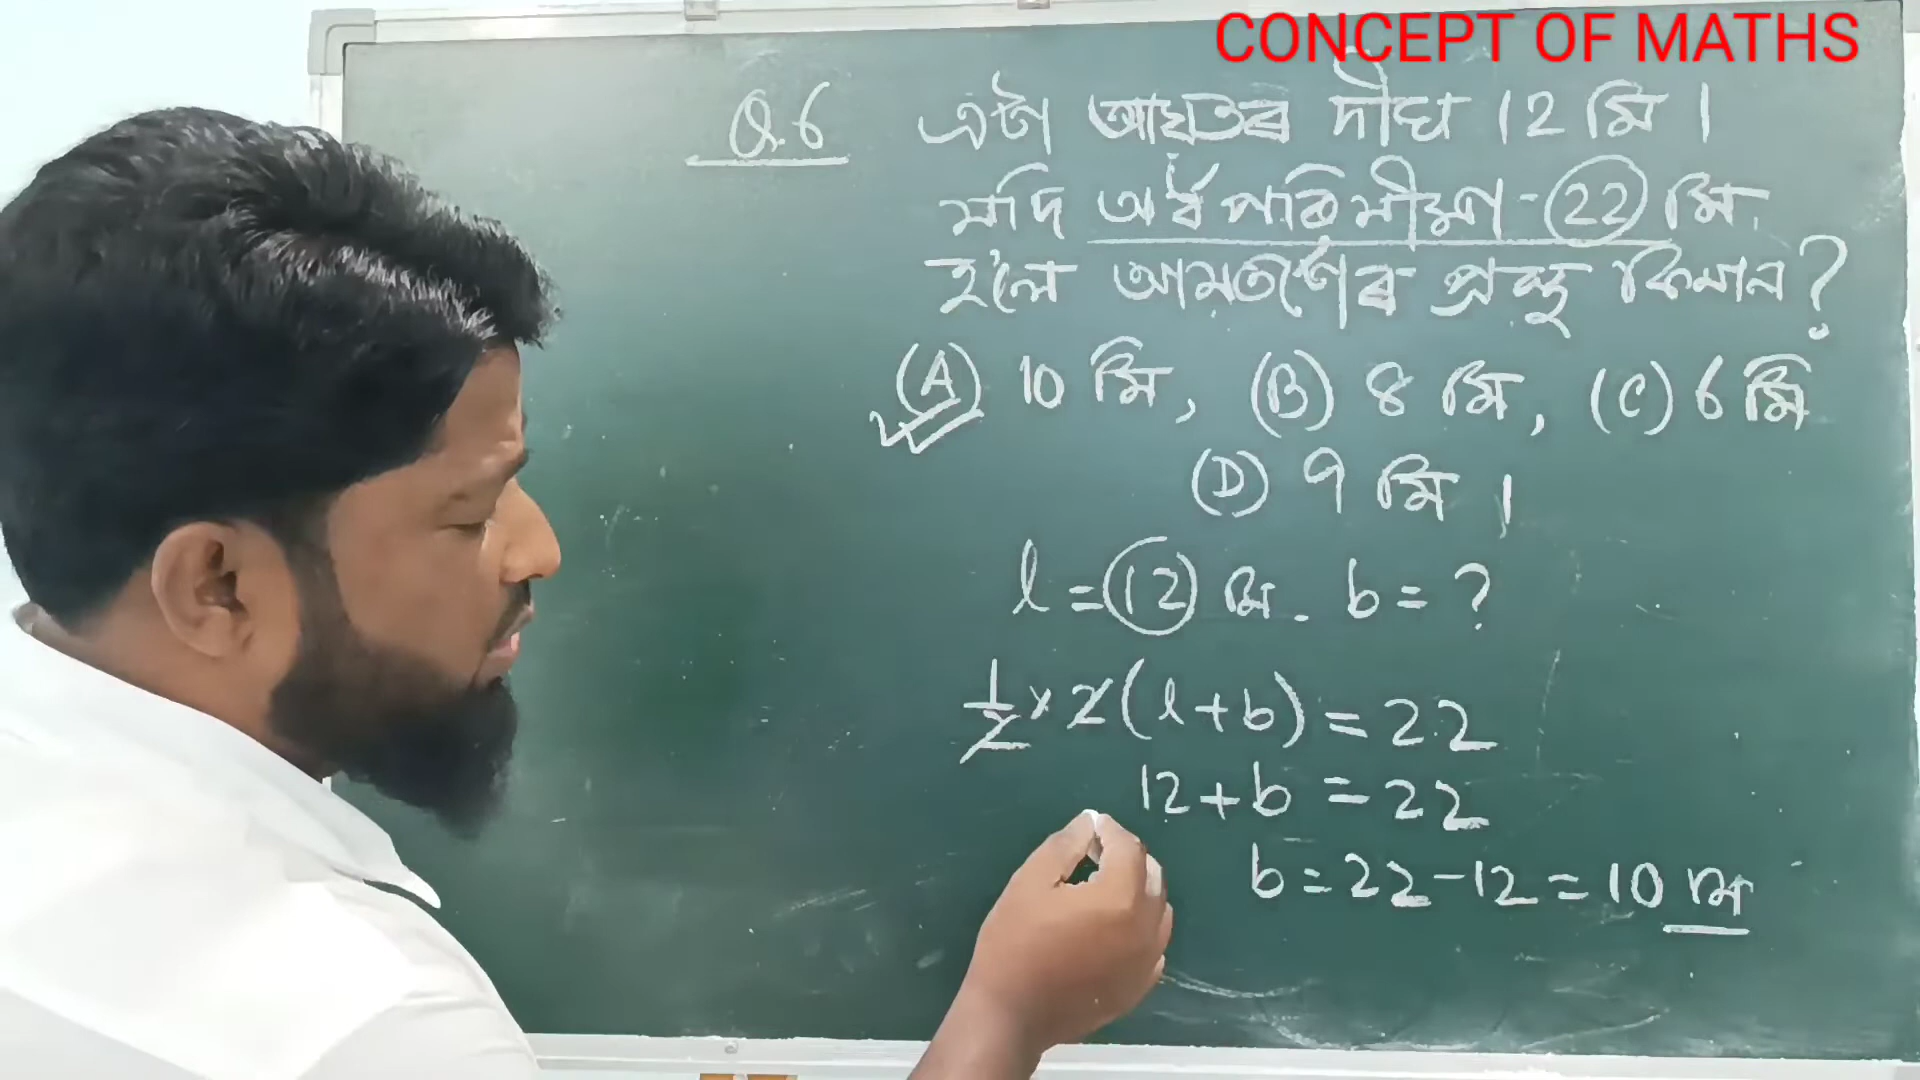 CONCEPT OF MATHS
Q.6 এটা আয়তৰ দীঘ 12 মি।
যদি অৰ্ধপৰিসীমা-22 মি.
হ'লে আয়তটোৰ প্ৰস্থ কিমান?
(A) 10 মি, (B) 8 মি, (C) 6 মি
(D) 9 মি।
l = 12 মি. b = ?
1/2 × 2(l+b) = 22
12+b = 22
b = 22-12 = 10 মি